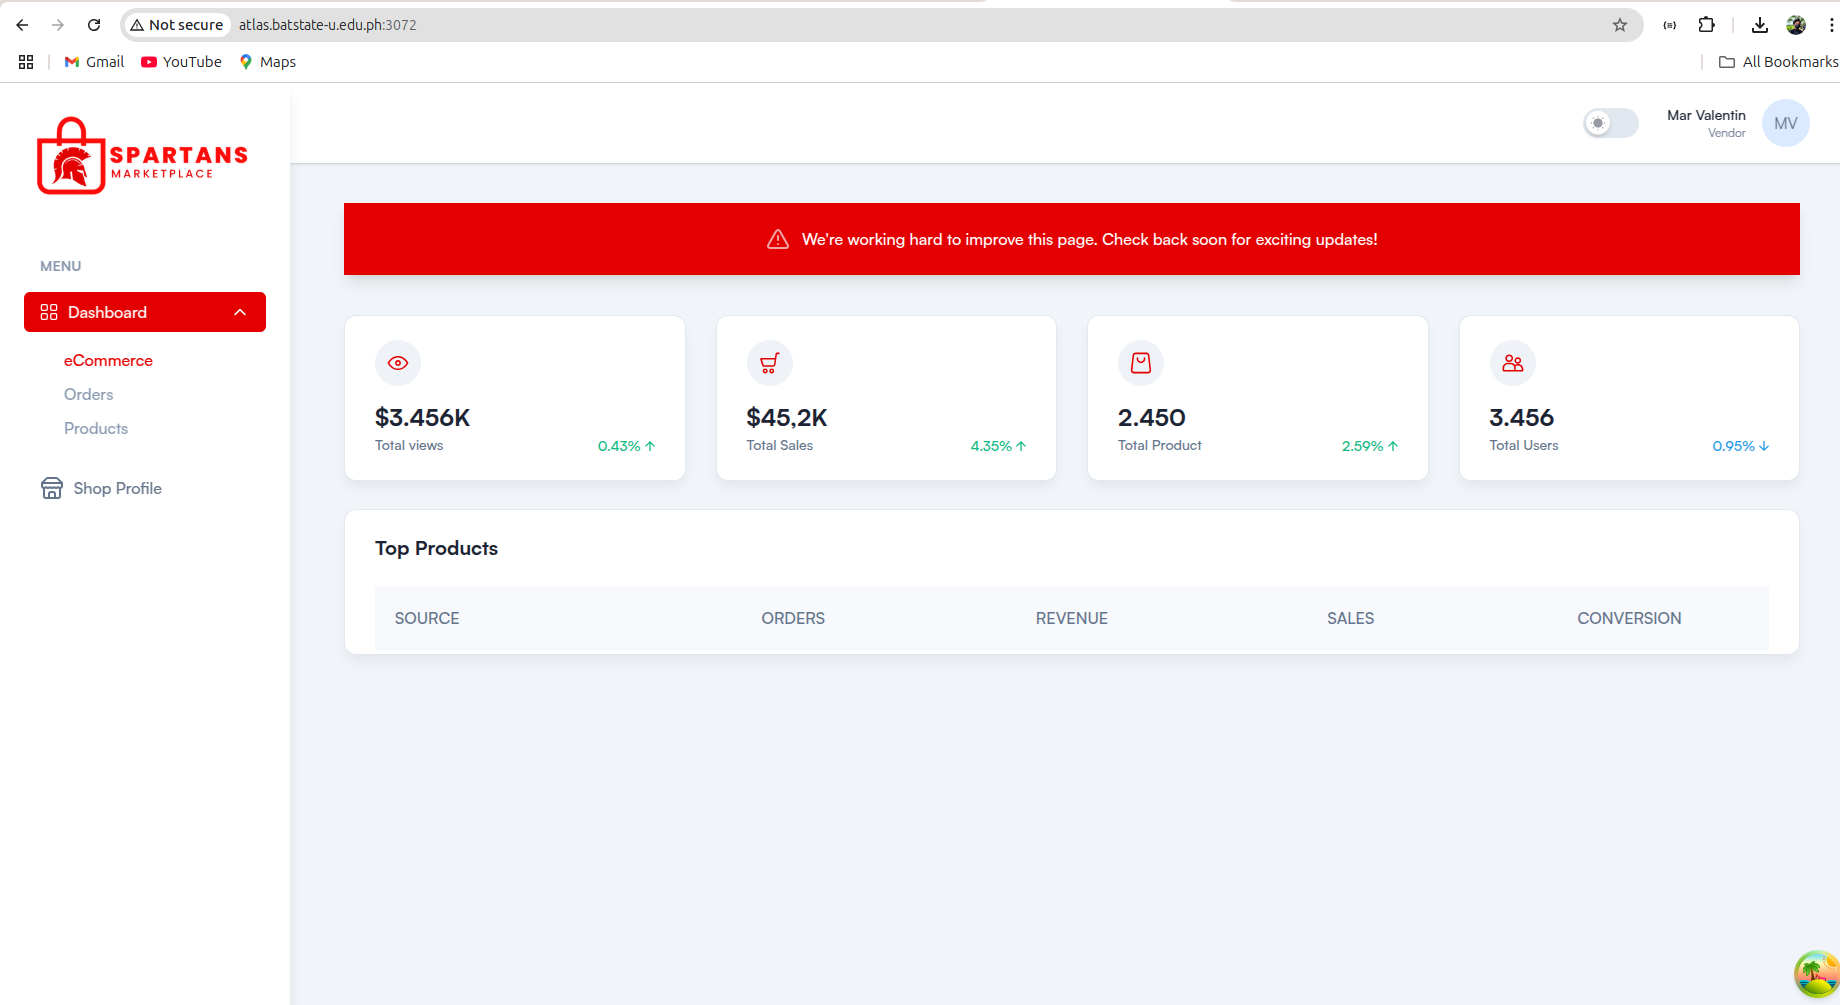 Not secure atlas.batstate-u.edu.ph:3072
Gmail YouTube Maps All Bookmarks
SPARTANS
MARKETPLACE
Mar Valentin
Vendor
MV
We're working hard to improve this page. Check back soon for exciting updates!
MENU
Dashboard
eCommerce
Orders
Products
Shop Profile
$3.456K
Total views 0.43%
$45,2K
Total Sales 4.35%
2.450
Total Product 2.59%
3.456
Total Users 0.95%
Top Products
SOURCE ORDERS REVENUE SALES CONVERSION